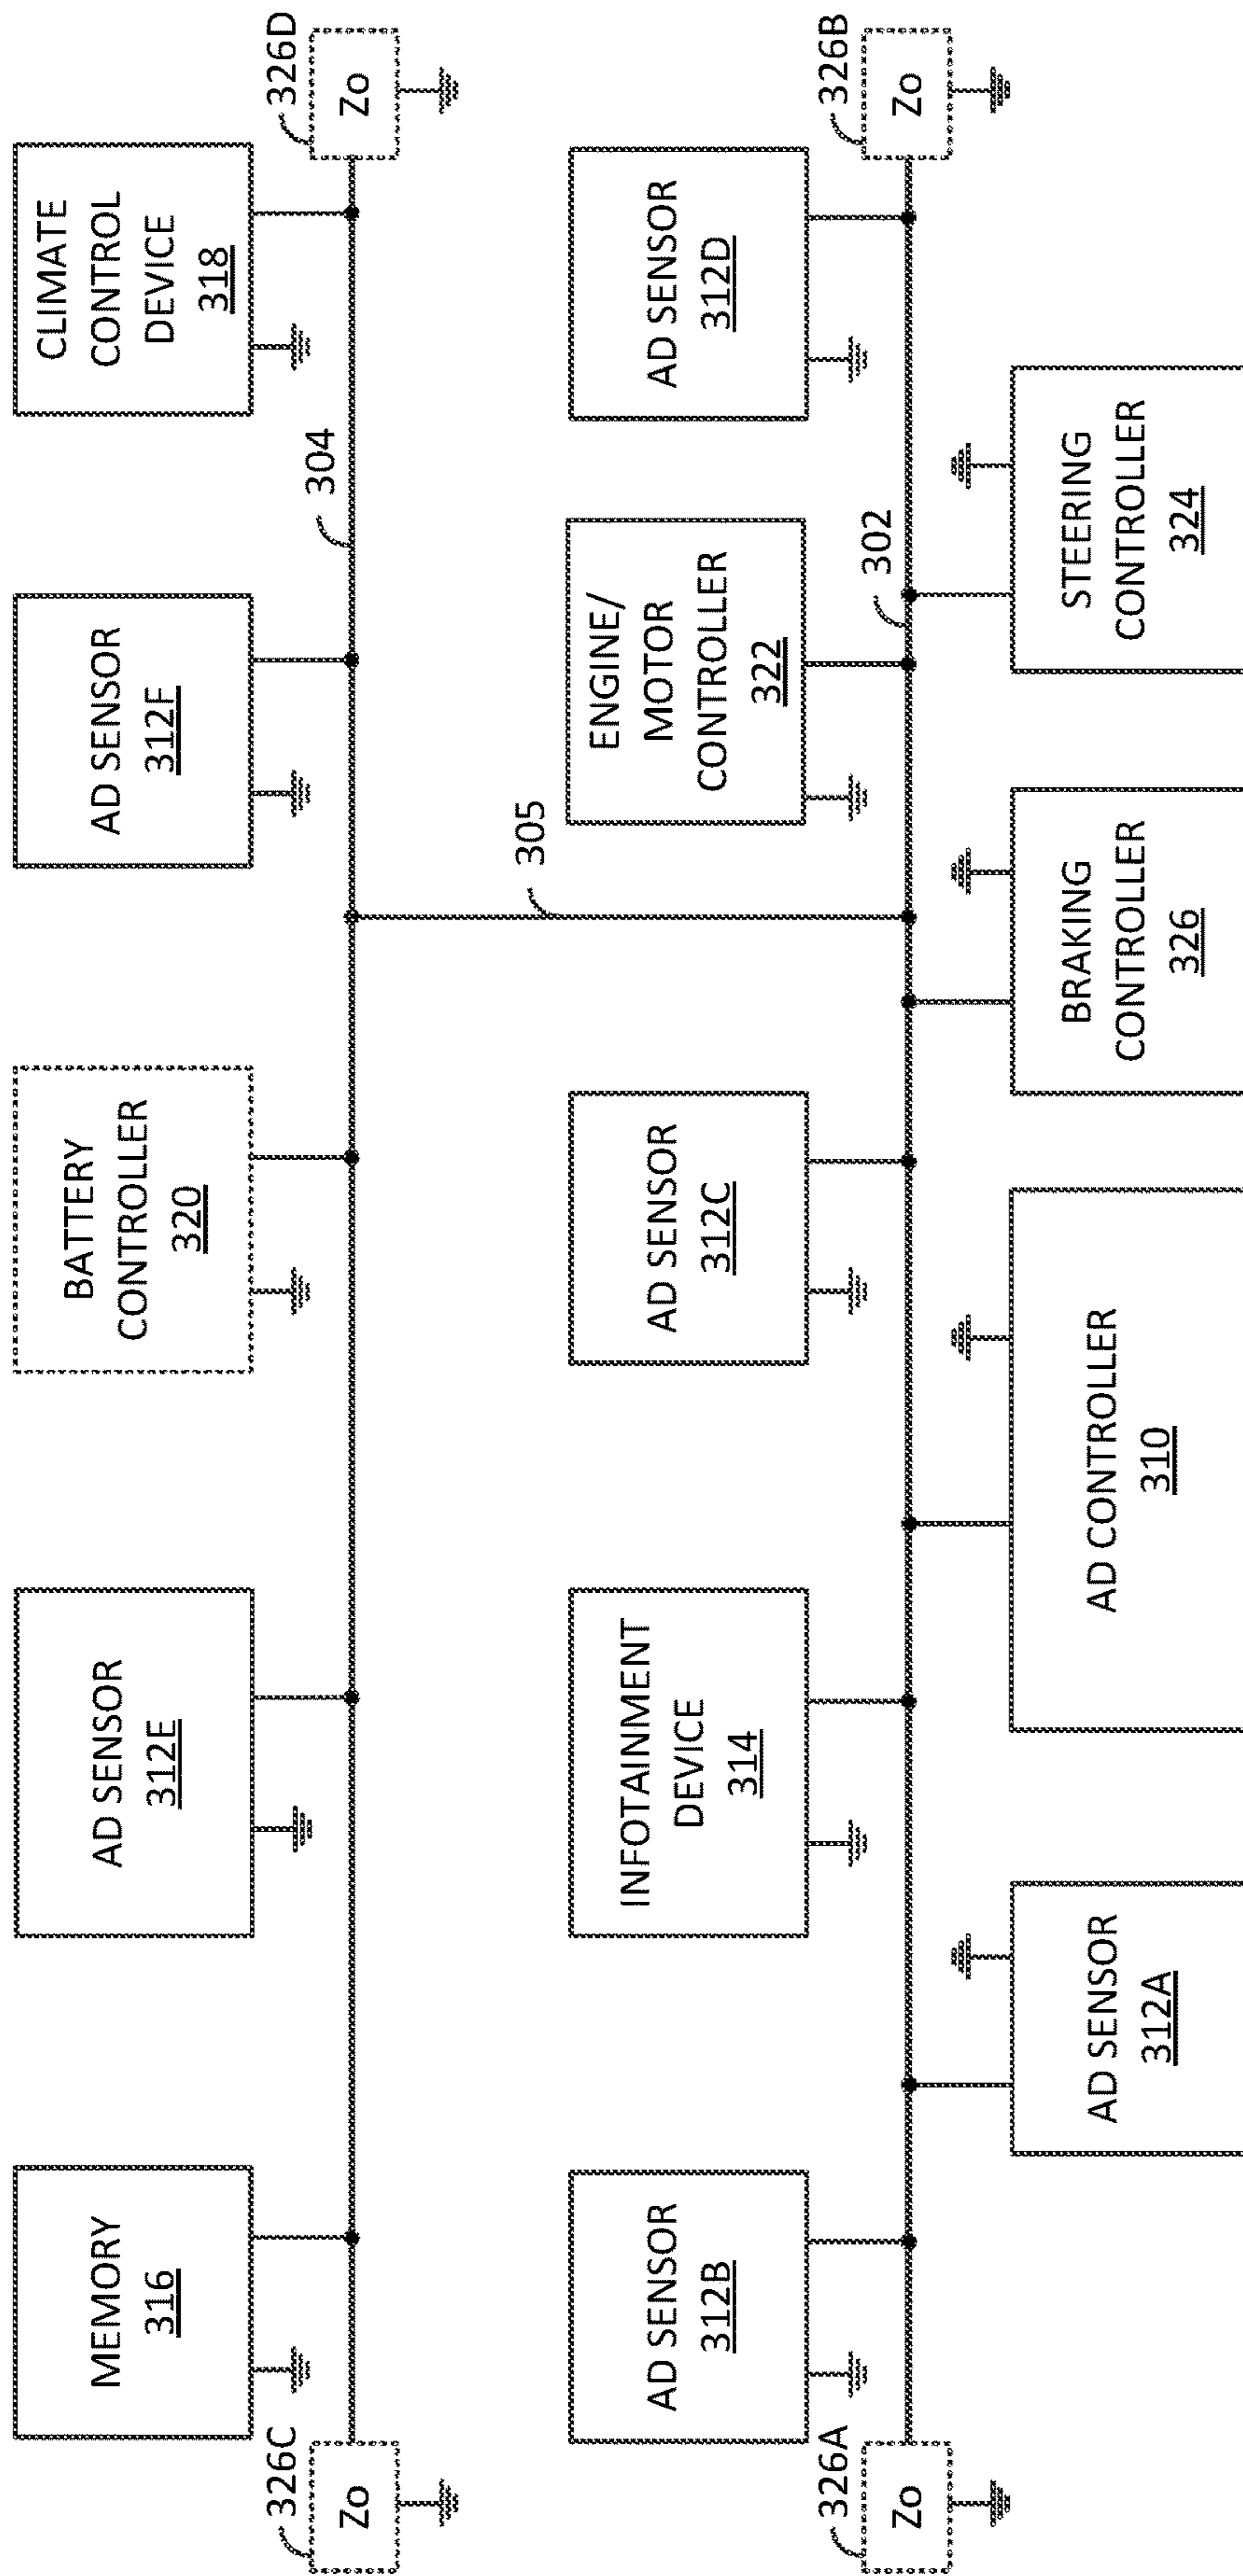 MEMORY
316
AD SENSOR
312E
BATTERY
CONTROLLER
320
AD SENSOR
312F
CLIMATE
CONTROL
DEVICE
318
326C
Zo
304
326D
Zo
305
AD SENSOR
312B
INFOTAINMENT
DEVICE
314
AD SENSOR
312C
ENGINE/
MOTOR
CONTROLLER
322
AD SENSOR
312D
326A
Zo
302
326B
Zo
AD SENSOR
312A
AD CONTROLLER
310
BRAKING
CONTROLLER
326
STEERING
CONTROLLER
324